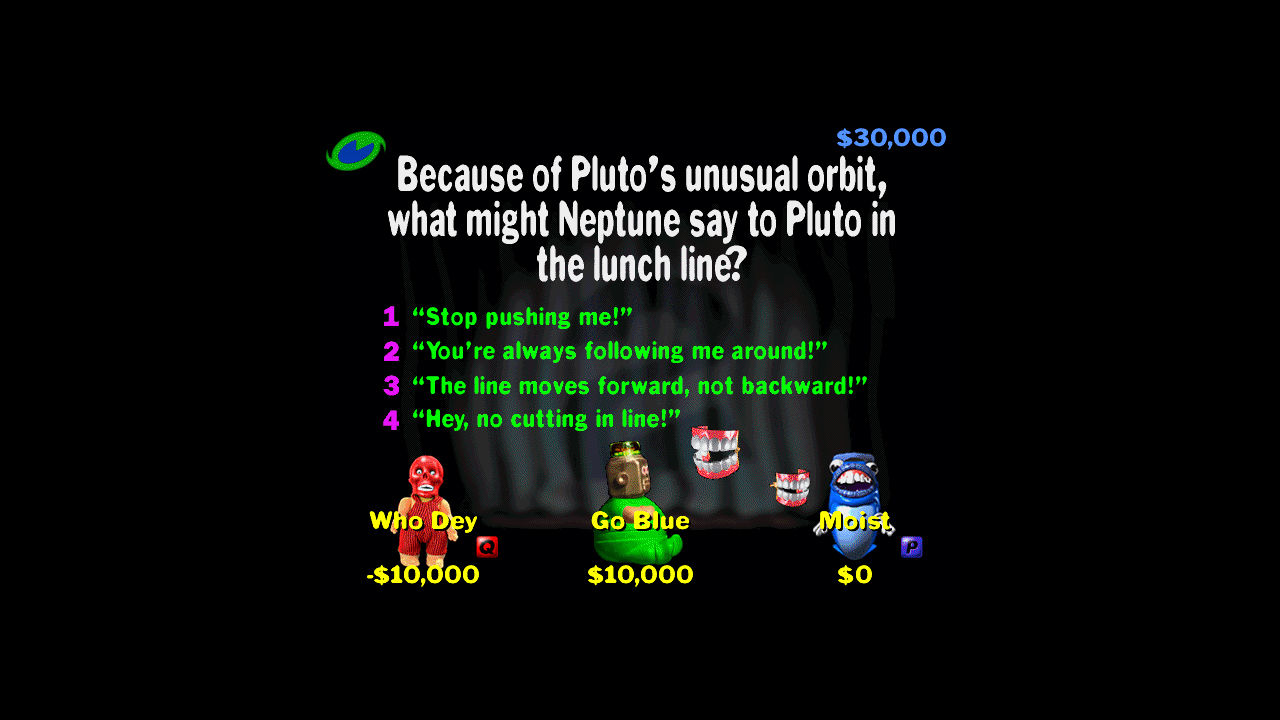 $30,000
Because of Pluto's unusual orbit,
what might Neptune say to Pluto in
the lunch line?
1 “Stop pushing me!”
2 “You're always following me around!”
3 “The line moves forward, not backward!”
4 “Hey, no cutting in line!”
Who Dey
Go Blue
Moist
Q
P
-$10,000
$10,000
$0